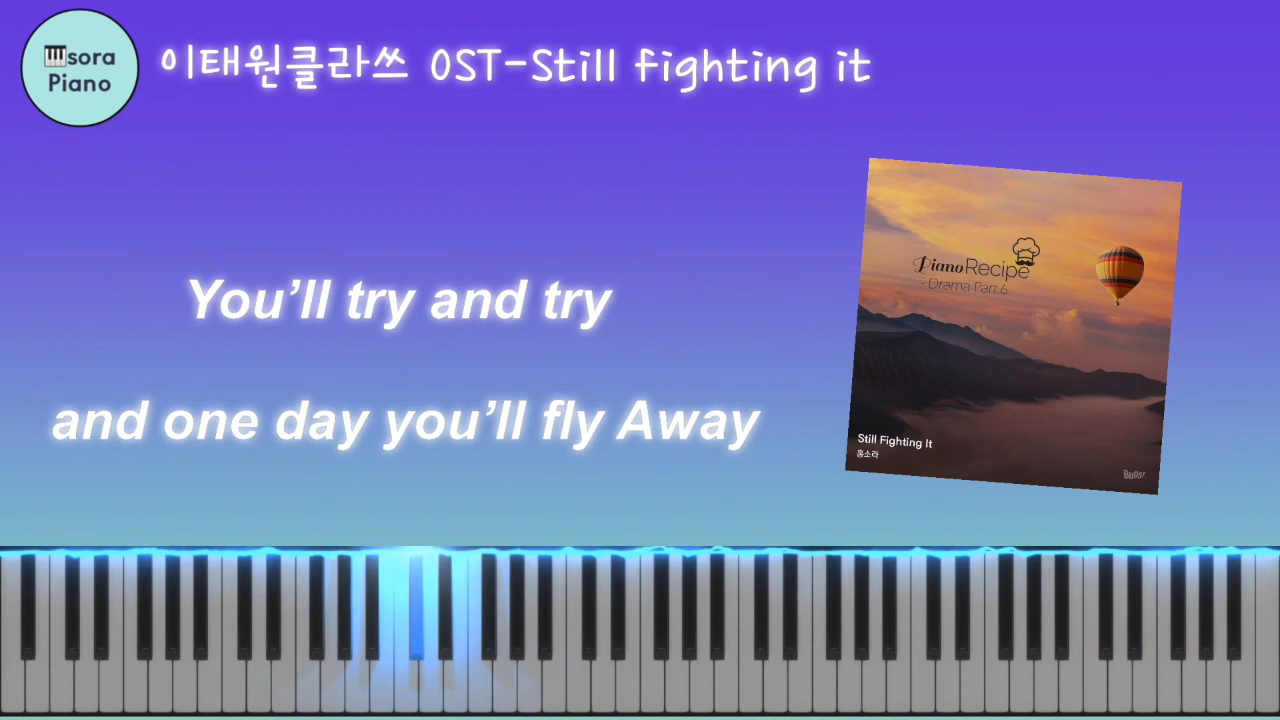 sora
Piano
이태원클라쓰 OST-Still fighting it
You’ll try and try
and one day you’ll fly Away
Piano Recipe
- Drama Part.6
Still Fighting It
홍소라
Bugs!